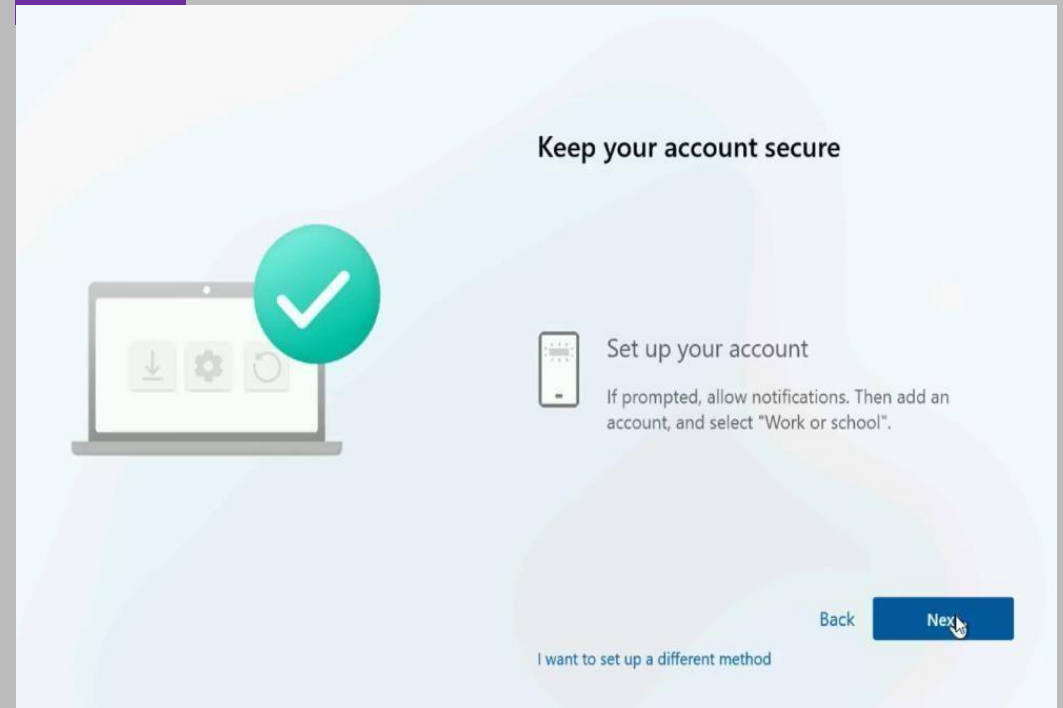 Keep your account secure
Set up your account
If prompted, allow notifications. Then add an
account, and select "Work or school".
Back
I want to set up a different method